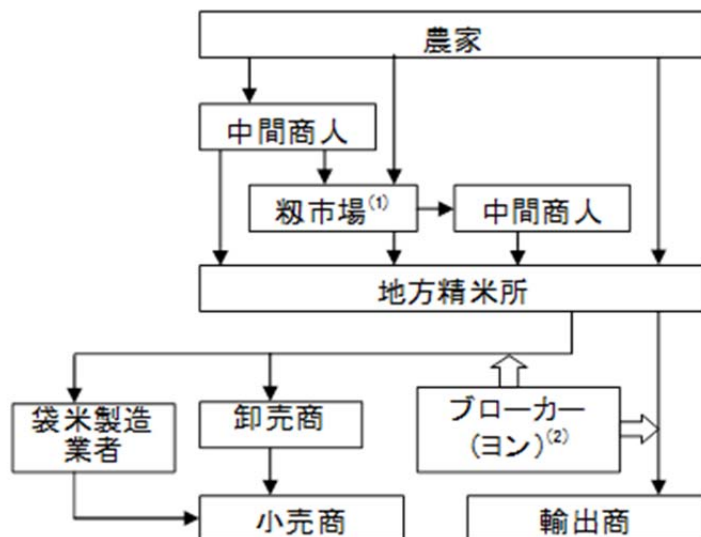 農家
中間商人
籾市場(1)
中間商人
地方精米所
袋米製造
業者
卸売商
ブローカー
(ヨン)(2)
小売商
輸出商